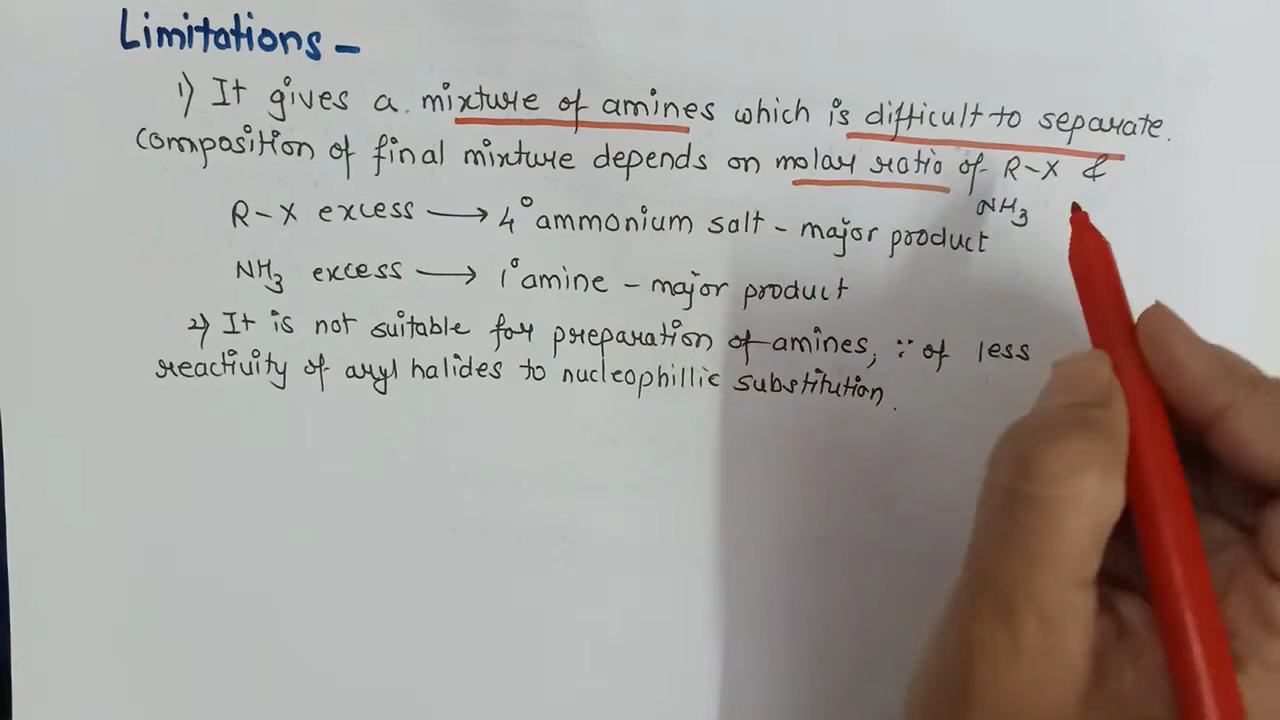 Limitations -
1) It gives a mixture of amines which is difficult to separate.
composition of final mixture depends on molar ratio of R-X &
NH₃
R-X excess ⟶ 4° ammonium salt - major product
NH₃ excess ⟶ 1° amine - major product
2) It is not suitable for preparation of amines, ∵ of less
reactivity of aryl halides to nucleophillic substitution.